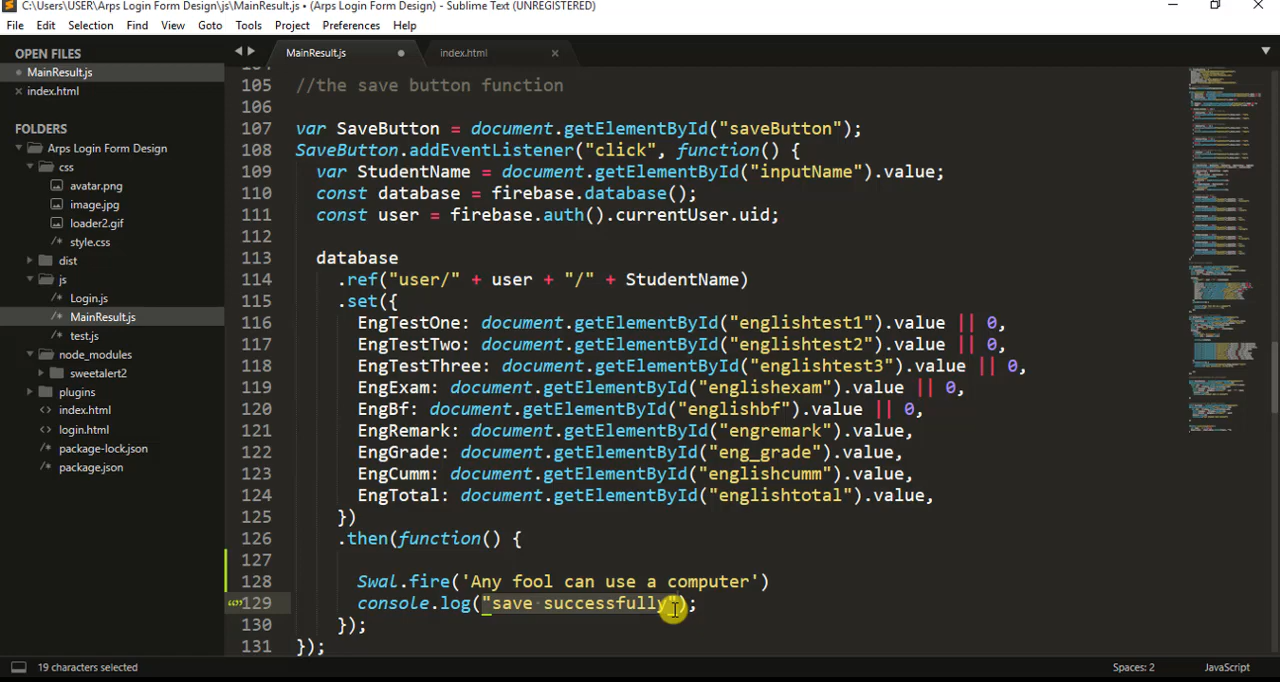 C:\Users\USER\Arps Login Form Design\js\MainResult.js • (Arps Login Form Design) - Sublime Text (UNREGISTERED)
File Edit Selection Find View Goto Tools Project Preferences Help
OPEN FILES
MainResult.js
index.html
FOLDERS
Arps Login Form Design
css
avatar.png
image.jpg
loader2.gif
style.css
dist
js
Login.js
MainResult.js
test.js
node_modules
sweetalert2
plugins
index.html
login.html
package-lock.json
package.json
MainResult.js index.html
105 //the save button function
106
107 var SaveButton = document.getElementById("saveButton");
108 SaveButton.addEventListener("click", function() {
109 var StudentName = document.getElementById("inputName").value;
110 const database = firebase.database();
111 const user = firebase.auth().currentUser.uid;
112
113 database
114 .ref("user/" + user + "/" + StudentName)
115 .set({
116 EngTestOne: document.getElementById("englishtest1").value || 0,
117 EngTestTwo: document.getElementById("englishtest2").value || 0,
118 EngTestThree: document.getElementById("englishtest3").value || 0,
119 EngExam: document.getElementById("englishexam").value || 0,
120 EngBf: document.getElementById("englishbf").value || 0,
121 EngRemark: document.getElementById("engremark").value,
122 EngGrade: document.getElementById("eng_grade").value,
123 EngCumm: document.getElementById("englishcumm").value,
124 EngTotal: document.getElementById("englishtotal").value,
125 })
126 .then(function() {
127
128 Swal.fire('Any fool can use a computer')
129 console.log("save successfully");
130 });
131 });
19 characters selected
Spaces: 2 JavaScript